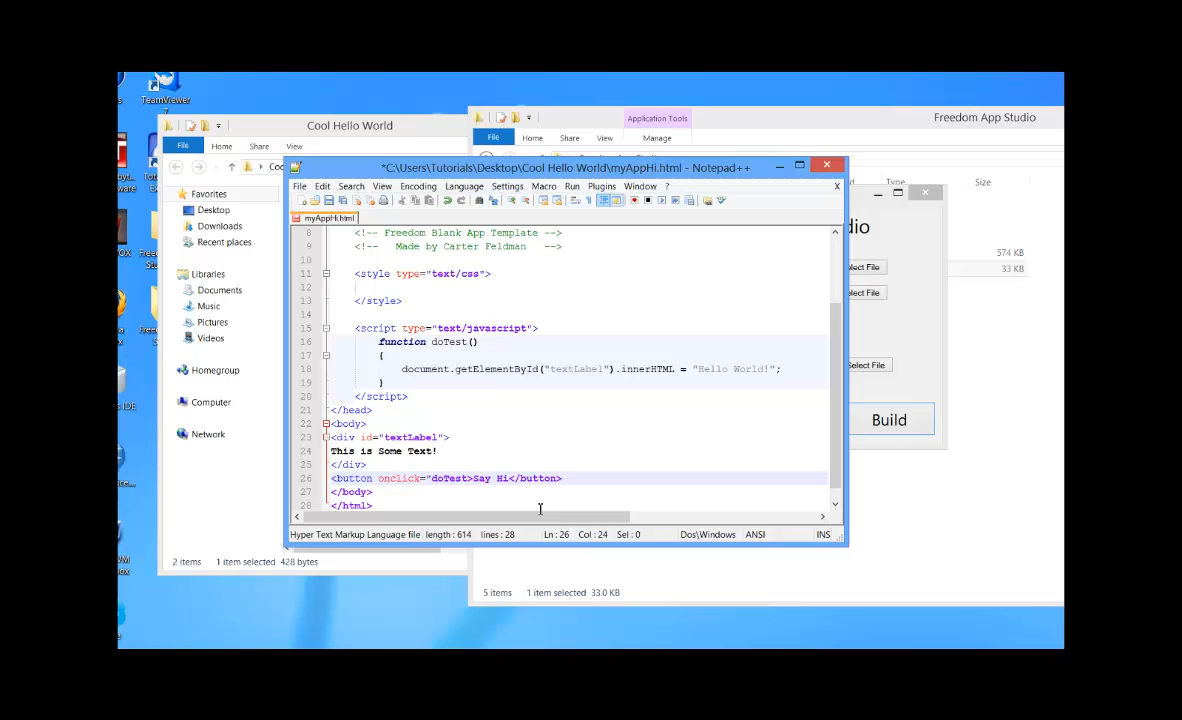 TeamViewer
Cool Hello World
File
Home
Share
View
Favorites
Desktop
Downloads
Recent places
Libraries
Documents
Music
Pictures
Videos
Homegroup
Computer
Network
2 items 1 item selected 428 bytes
Application Tools
Freedom App Studio
File
Home
Share
View
Manage
Type
Size
574 KB
33 KB
5 items 1 item selected 33.0 KB
Build
*C:\Users\Tutorials\Desktop\Cool Hello World\myAppHi.html - Notepad++
File Edit Search View Encoding Language Settings Macro Run Plugins Window ? X
myAppHi.html
8 <!-- Freedom Blank App Template -->
9 <!-- Made by Carter Feldman -->
10
11 <style type="text/css">
12
13 </style>
14
15 <script type="text/javascript">
16 function doTest()
17 {
18 document.getElementById("textLabel").innerHTML = "Hello World!";
19 }
20 </script>
21 </head>
22 <body>
23 <div id="textLabel">
24 This is Some Text!
25 </div>
26 <button onclick="doTest>Say Hi</button>
27 </body>
28 </html>
Hyper Text Markup Language file length : 614 lines : 28 Ln : 26 Col : 24 Sel : 0 Dos\Windows ANSI INS